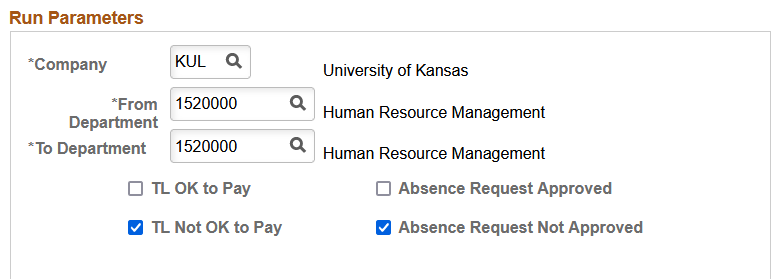 Run Parameters
*Company KUL University of Kansas
*From Department 1520000 Human Resource Management
*To Department 1520000 Human Resource Management
TL OK to Pay Absence Request Approved
TL Not OK to Pay Absence Request Not Approved